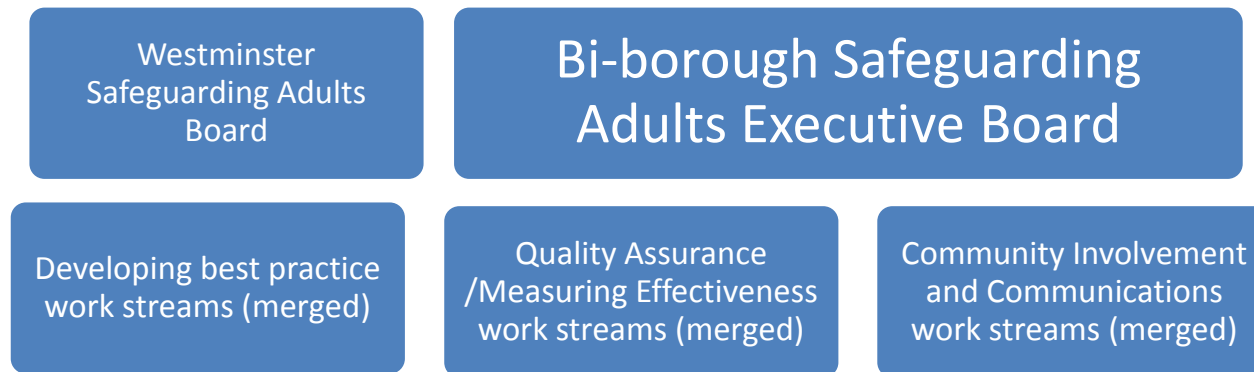 Westminster
Safeguarding Adults
Board
Bi-borough Safeguarding
Adults Executive Board
Developing best practice
work streams (merged)
Quality Assurance
/Measuring Effectiveness
work streams (merged)
Community Involvement
and Communications
work streams (merged)